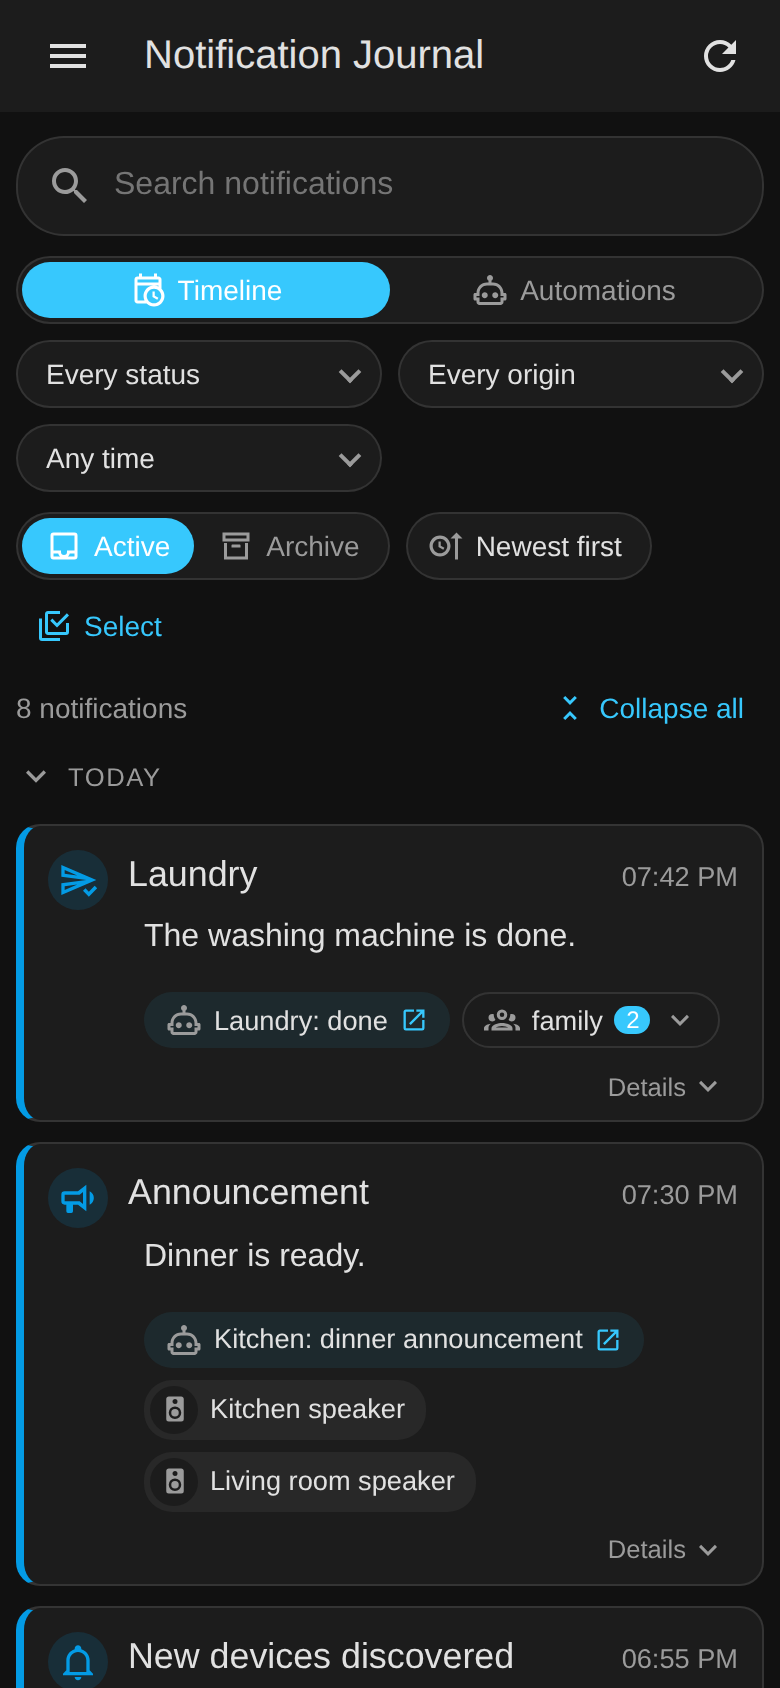 Notification Journal
Search notifications
Timeline
Automations
Every status
Every origin
Any time
Active
Archive
Newest first
Select
8 notifications
Collapse all
TODAY
Laundry
07:42 PM
The washing machine is done.
Laundry: done
family 2
Details
Announcement
07:30 PM
Dinner is ready.
Kitchen: dinner announcement
Kitchen speaker
Living room speaker
Details
New devices discovered
06:55 PM